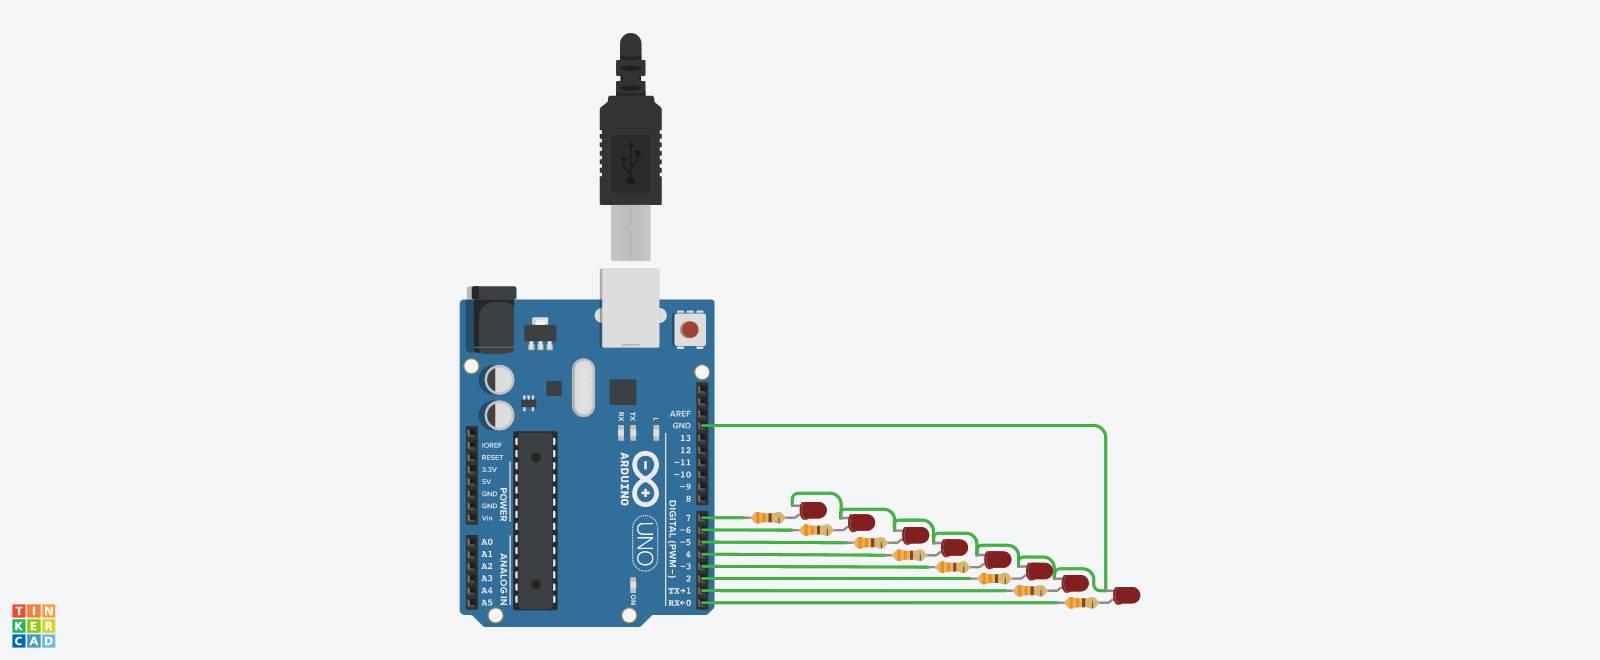 RX
TX
L
AREF
GND
13
12
~11
~10
~9
8
7
~6
~5
4
~3
2
TX→1
RX←0
DIGITAL (PWM~)
ARDUINO
UNO
ON
IOREF
RESET
3.3V
5V
GND
GND
Vin
POWER
A0
A1
A2
A3
A4
A5
ANALOG IN
TIN
KER
CAD